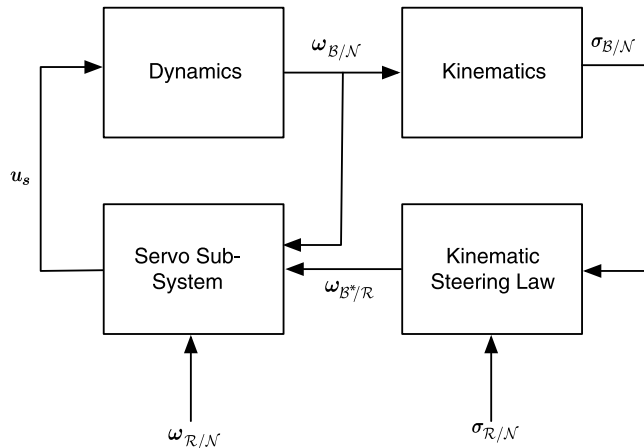 Dynamics
ω_{B/N}
Kinematics
σ_{B/N}
u_s
Servo Sub-
System
ω_{B*/R}
Kinematic
Steering Law
ω_{R/N}
σ_{R/N}